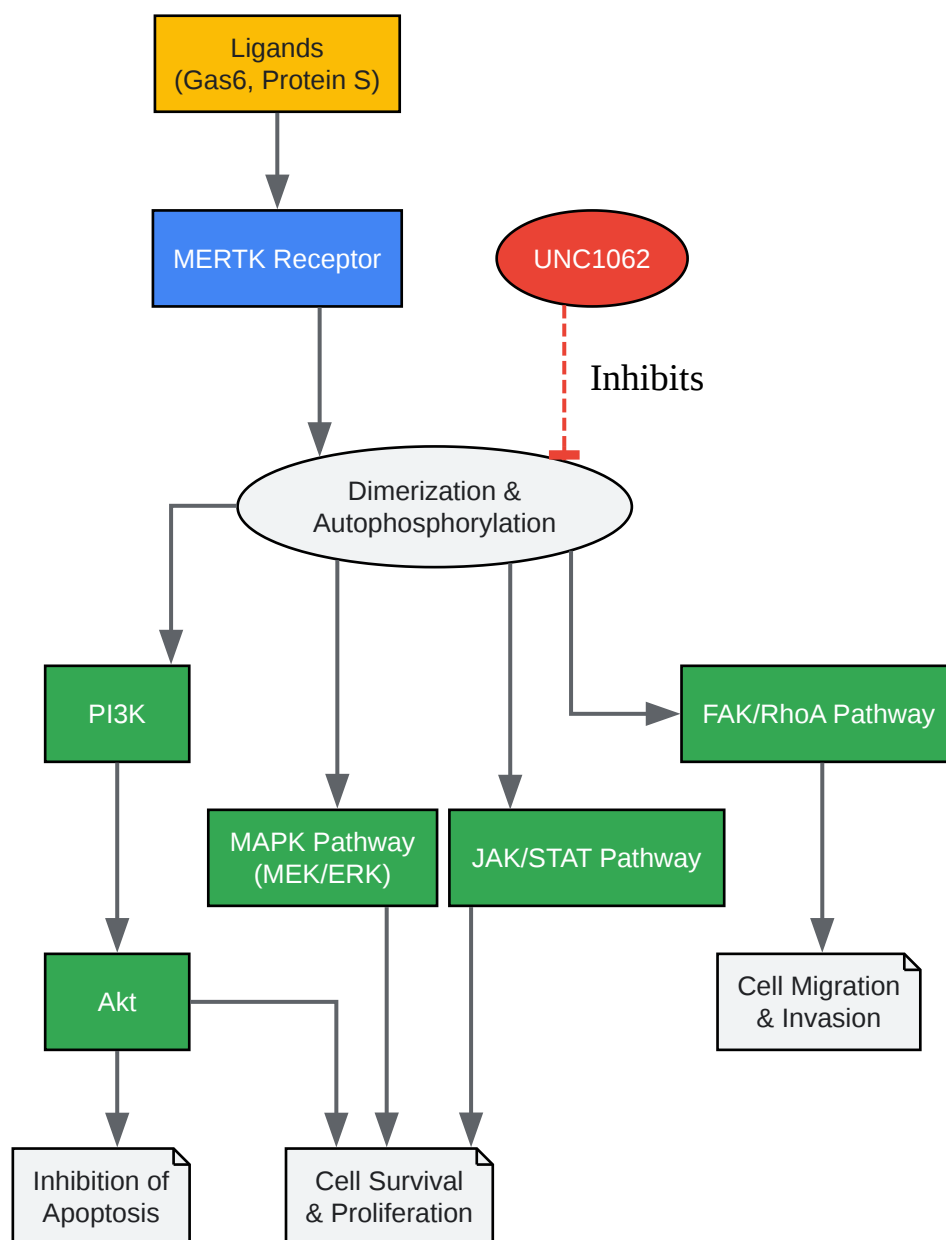 Ligands
(Gas6, Protein S)
MERTK Receptor
UNC1062
Inhibits
Dimerization &
Autophosphorylation
PI3K
FAK/RhoA Pathway
MAPK Pathway
(MEK/ERK)
JAK/STAT Pathway
Akt
Cell Migration
& Invasion
Inhibition of
Apoptosis
Cell Survival
& Proliferation